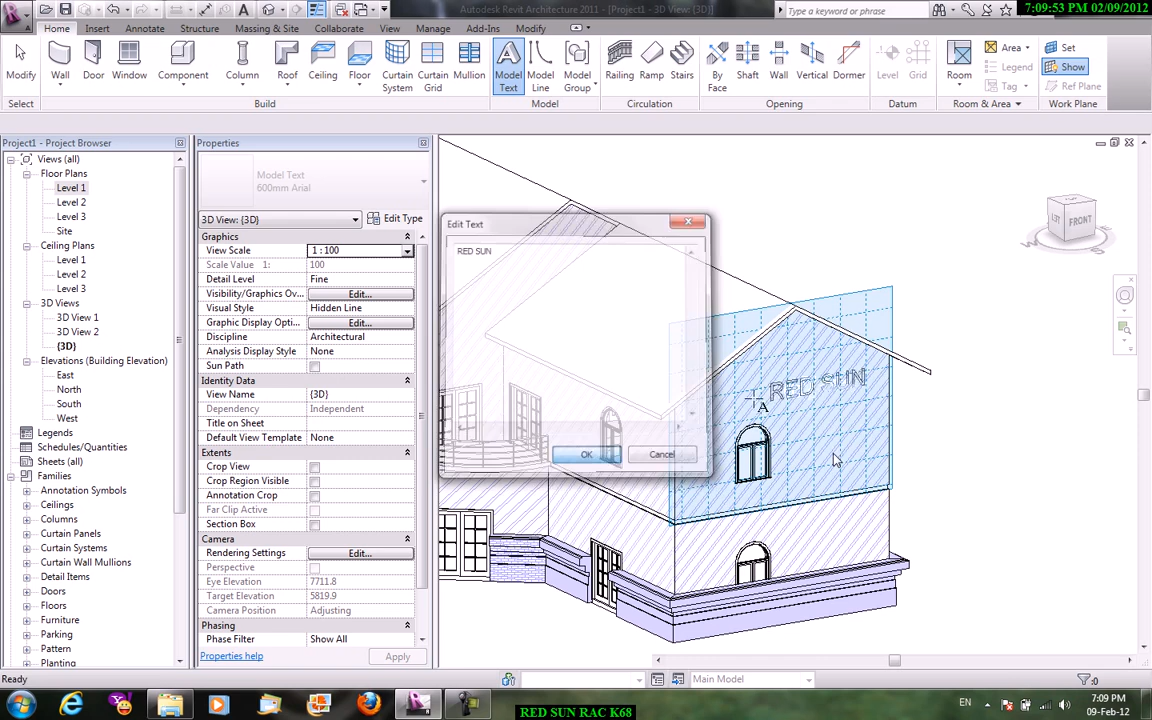 Autodesk Revit Architecture 2011 - [Project1 - 3D View: {3D}]
Type a keyword or phrase
7:09:53 PM 02/09/2012
Home Insert Annotate Structure Massing & Site Collaborate View Manage Add-Ins Modify
Modify Wall Door Window Component Column Roof Ceiling Floor Curtain System Curtain Grid Mullion Model Text Model Line Model Group Railing Ramp Stairs By Face Shaft Wall Vertical Dormer Level Grid Room
Area Set
Legend Show
Tag Ref Plane
Select Build Model Circulation Opening Datum Room & Area Work Plane
Project1 - Project Browser
Views (all)
Floor Plans
Level 1
Level 2
Level 3
Site
Ceiling Plans
Level 1
Level 2
Level 3
3D Views
3D View 1
3D View 2
{3D}
Elevations (Building Elevation)
East
North
South
West
Legends
Schedules/Quantities
Sheets (all)
Families
Annotation Symbols
Ceilings
Columns
Curtain Panels
Curtain Systems
Curtain Wall Mullions
Detail Items
Doors
Floors
Furniture
Parking
Pattern
Planting
Properties
Model Text
600mm Arial
3D View: {3D} Edit Type
Graphics
View Scale 1 : 100
Scale Value 1: 100
Detail Level Fine
Visibility/Graphics Ov... Edit...
Visual Style Hidden Line
Graphic Display Opti... Edit...
Discipline Architectural
Analysis Display Style None
Sun Path
Identity Data
View Name {3D}
Dependency Independent
Title on Sheet
Default View Template None
Extents
Crop View
Crop Region Visible
Annotation Crop
Far Clip Active
Section Box
Camera
Rendering Settings Edit...
Perspective
Eye Elevation 7711.8
Target Elevation 5819.9
Camera Position Adjusting
Phasing
Phase Filter Show All
Properties help Apply
Edit Text
RED SUN
OK Cancel
RED SUN
A
LEFT FRONT
W
Ready
Main Model
:0
EN 7:09 PM
09-Feb-12
RED SUN RAC K68